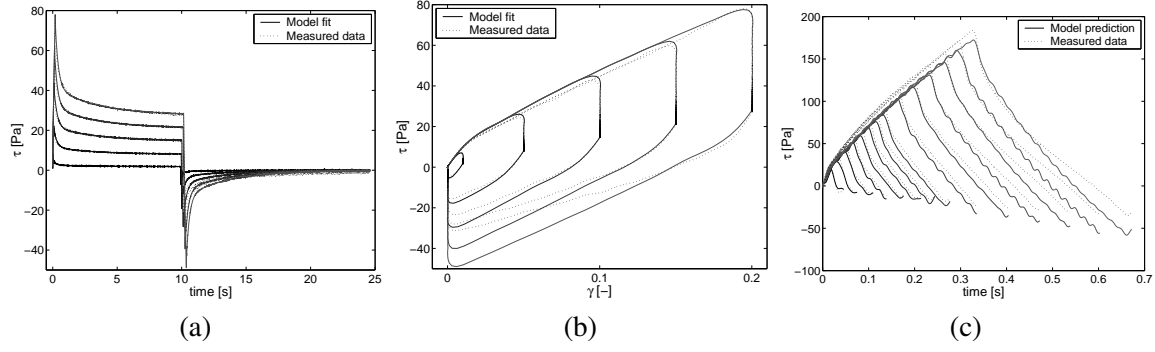 80
60
40
20
0
−20
−40
τ [Pa]
0
5
10
15
20
25
time [s]
Model fit
Measured data
(a)
80
60
40
20
0
−20
−40
τ [Pa]
0
0.1
0.2
γ [−]
Model fit
Measured data
(b)
200
150
100
50
0
−50
−100
τ [Pa]
0
0.1
0.2
0.3
0.4
0.5
0.6
0.7
time [s]
Model prediction
Measured data
(c)